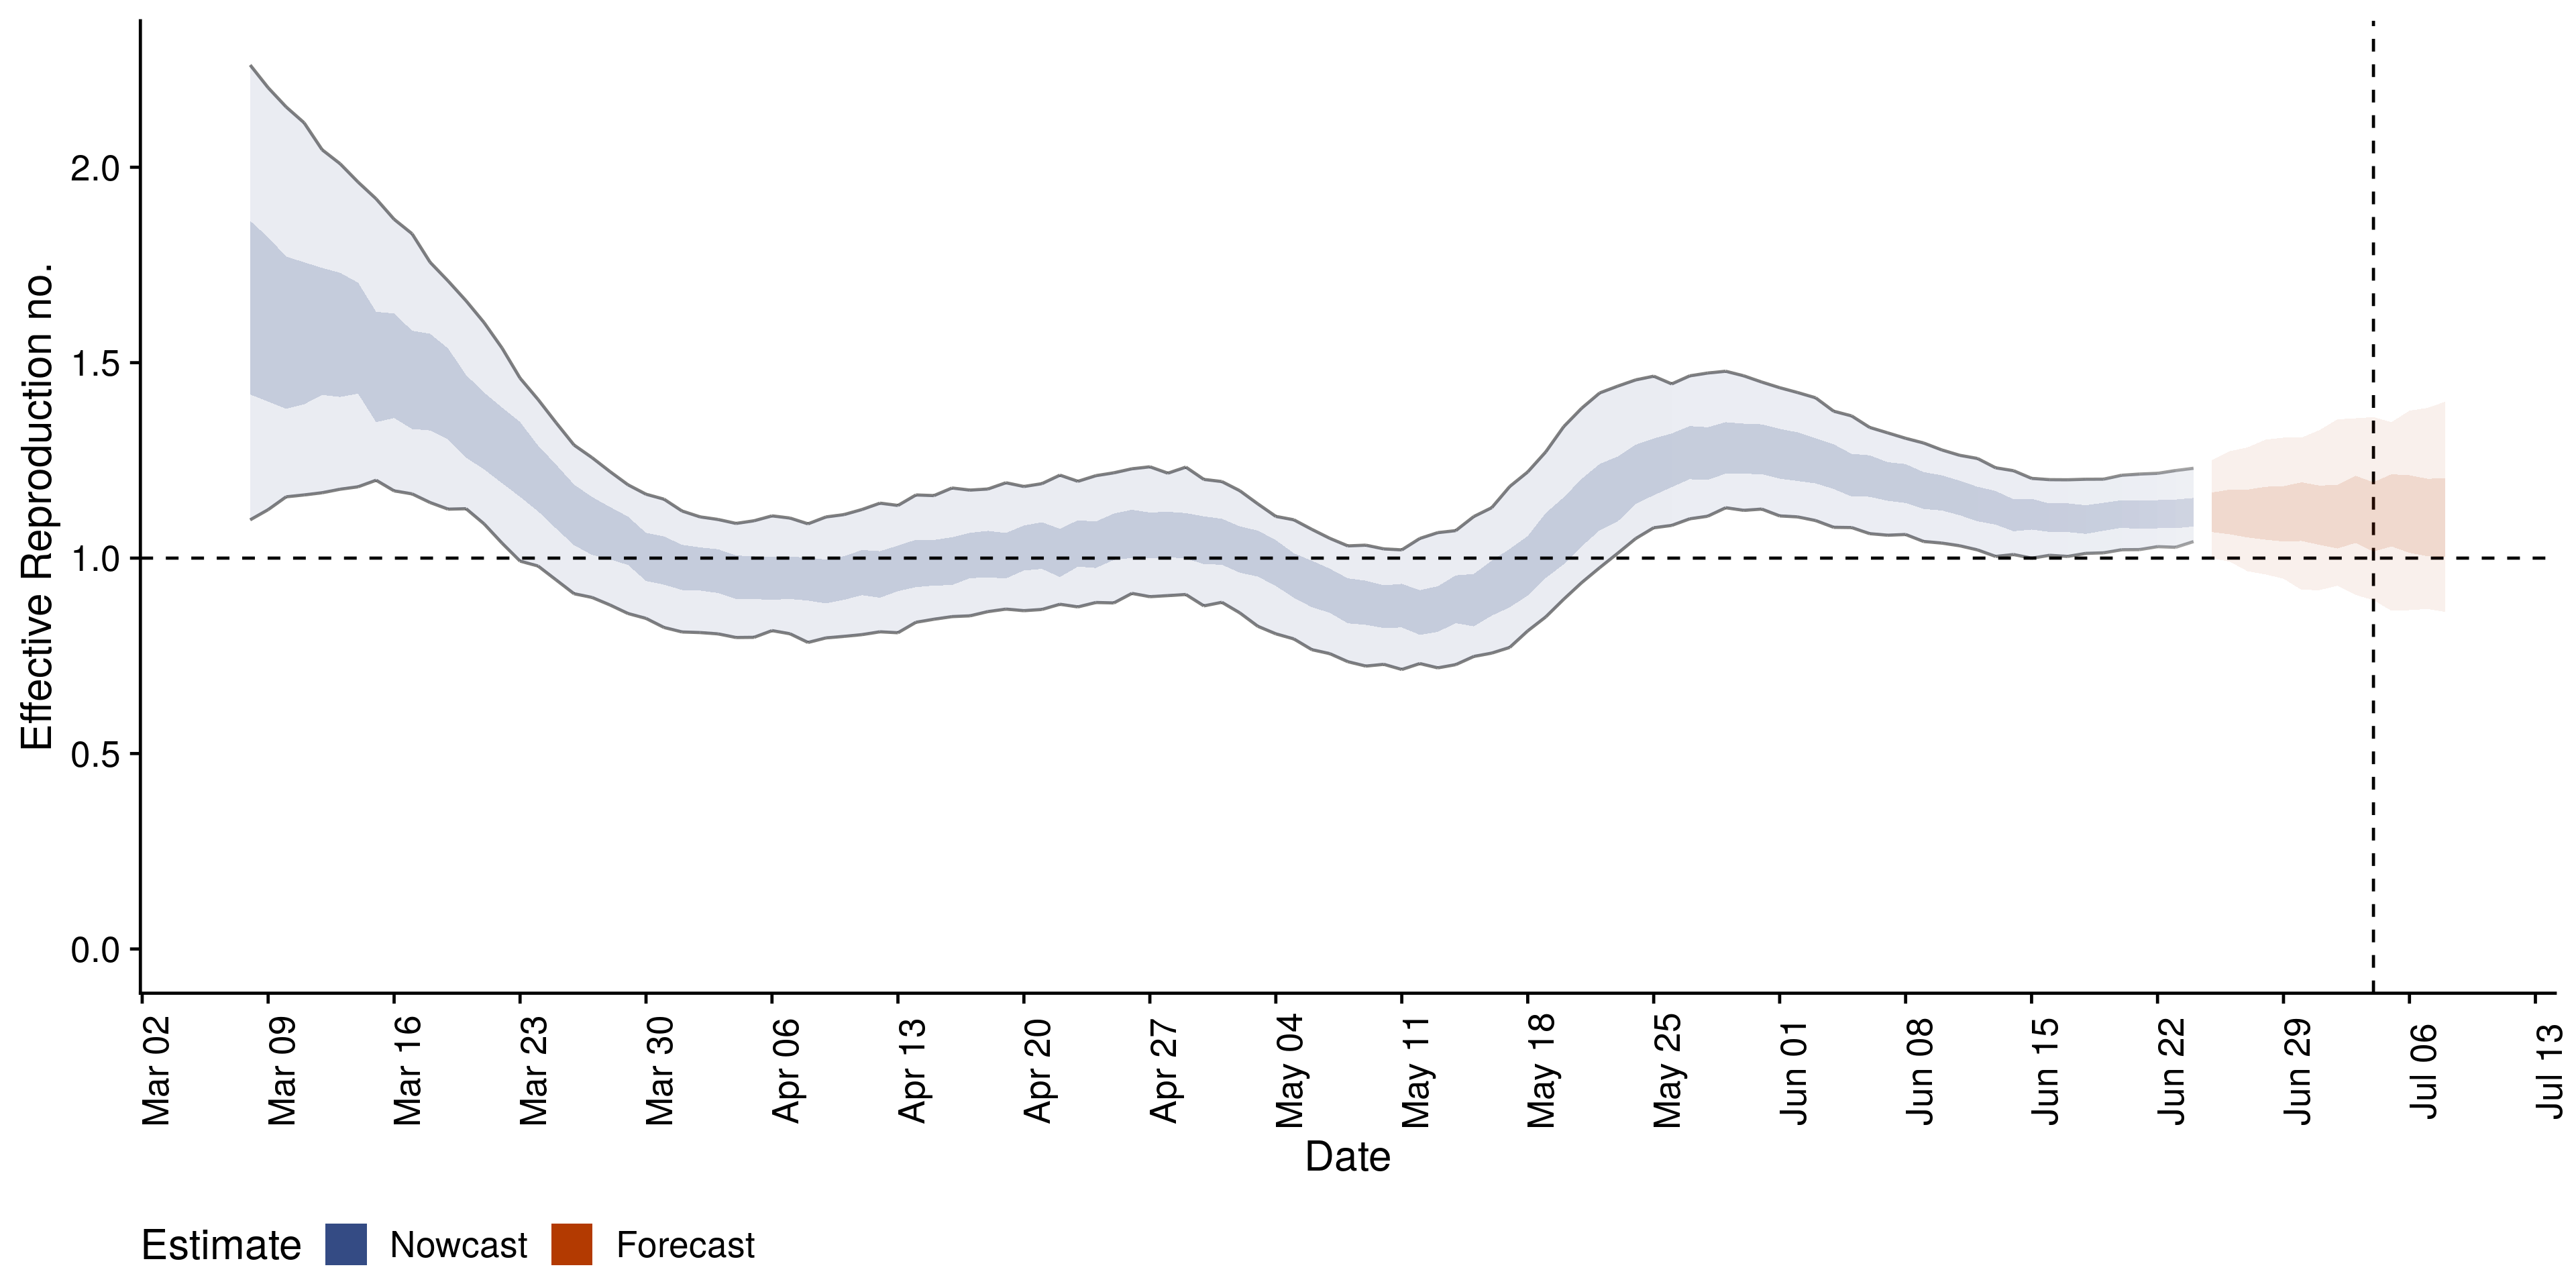 Effective Reproduction no.
2.0
1.5
1.0
0.5
0.0
Mar 02
Mar 09
Mar 16
Mar 23
Mar 30
Apr 06
Apr 13
Apr 20
Apr 27
May 04
May 11
May 18
May 25
Jun 01
Jun 08
Jun 15
Jun 22
Jun 29
Jul 06
Jul 13
Date
Estimate Nowcast Forecast